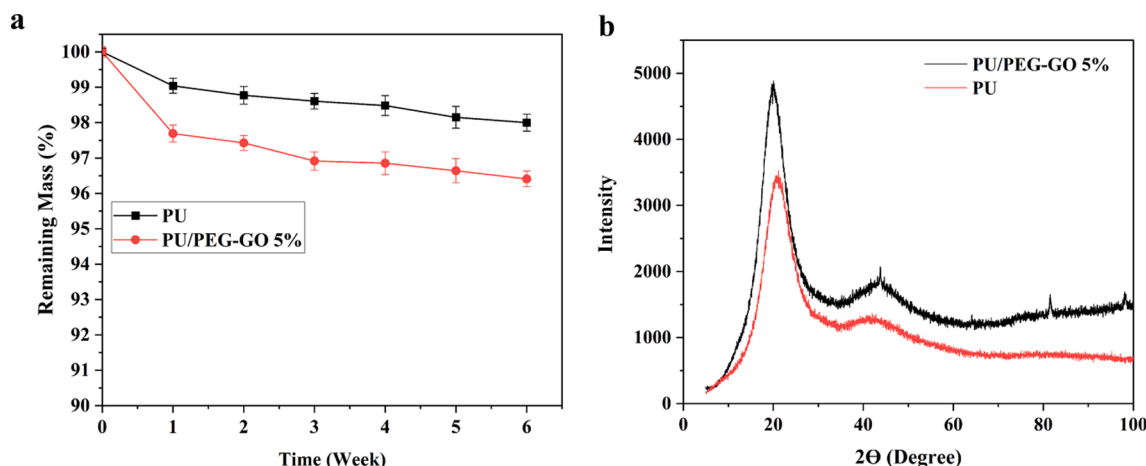 a
100
99
98
97
96
95
94
93
92
91
90
Remaining Mass (%)
PU
PU/PEG-GO 5%
0 1 2 3 4 5 6
Time (Week)
b
PU/PEG-GO 5%
PU
5000
4000
3000
2000
1000
0
Intensity
0 20 40 60 80 100
2Θ (Degree)